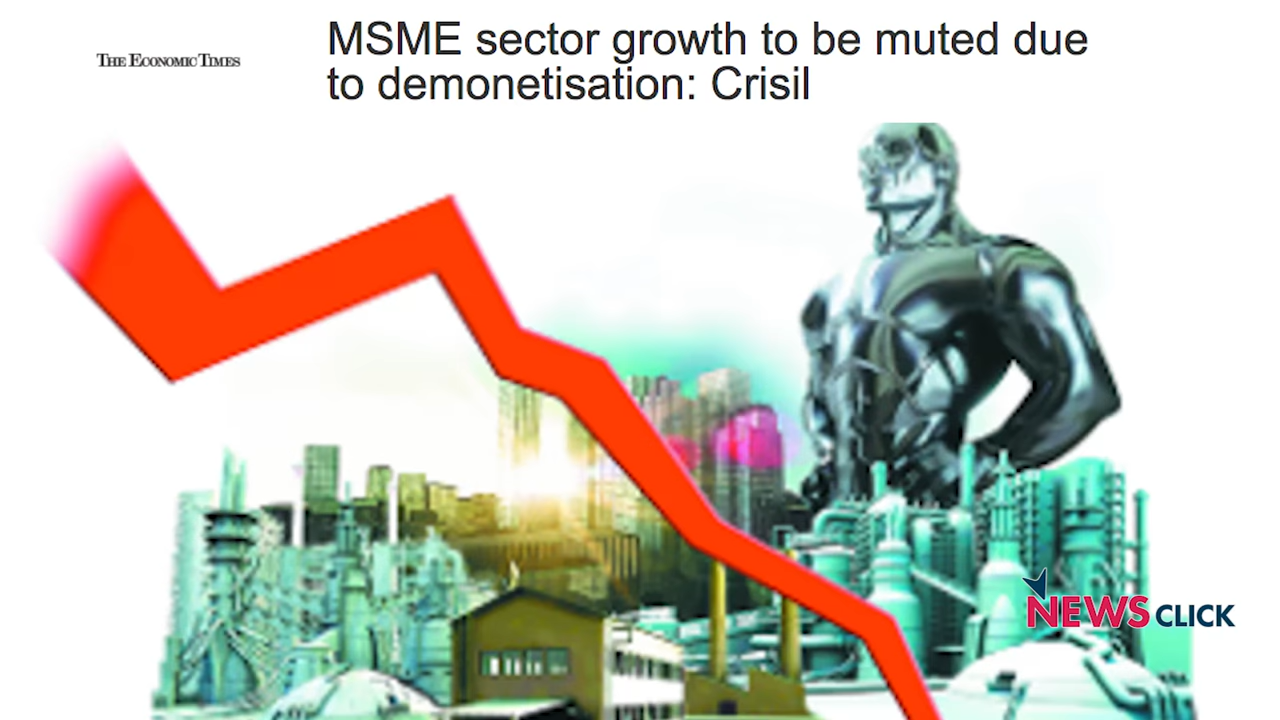 THE ECONOMIC TIMES
MSME sector growth to be muted due
to demonetisation: Crisil
NEWS CLICK